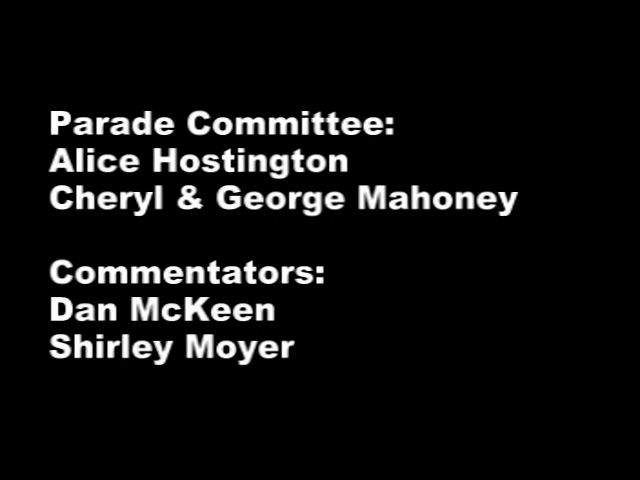 Parade Committee:
Alice Hostington
Cheryl & George Mahoney
Commentators:
Dan McKeen
Shirley Moyer